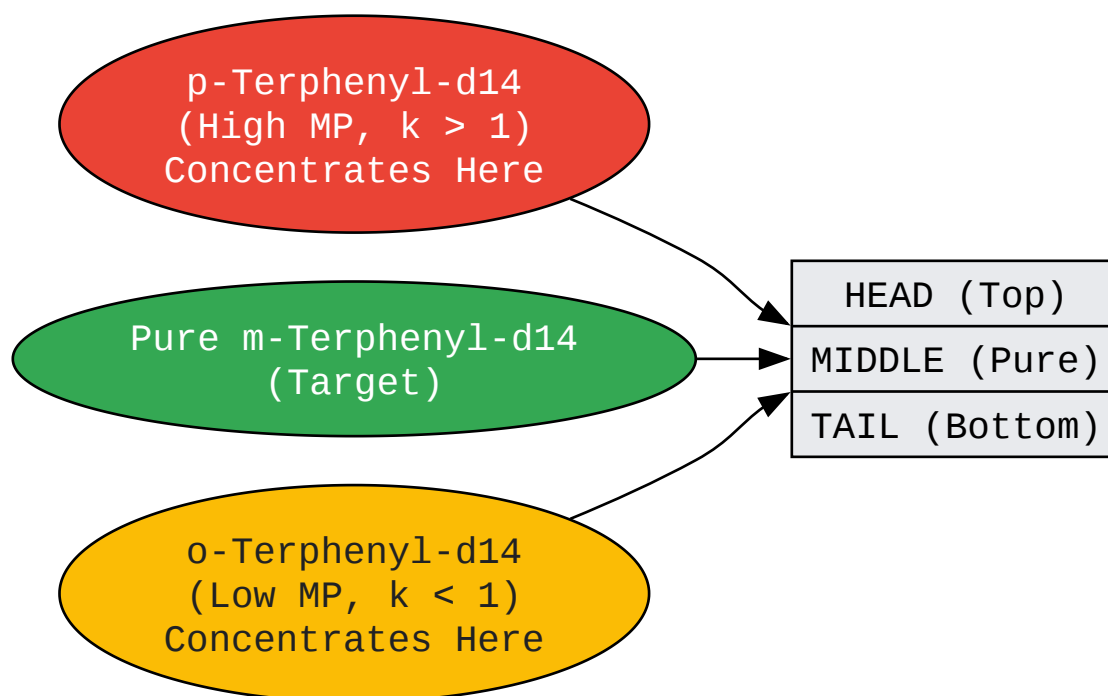 p-Terphenyl-d14
(High MP, k > 1)
Concentrates Here
HEAD (Top)
Pure m-Terphenyl-d14
(Target)
MIDDLE (Pure)
TAIL (Bottom)
o-Terphenyl-d14
(Low MP, k < 1)
Concentrates Here